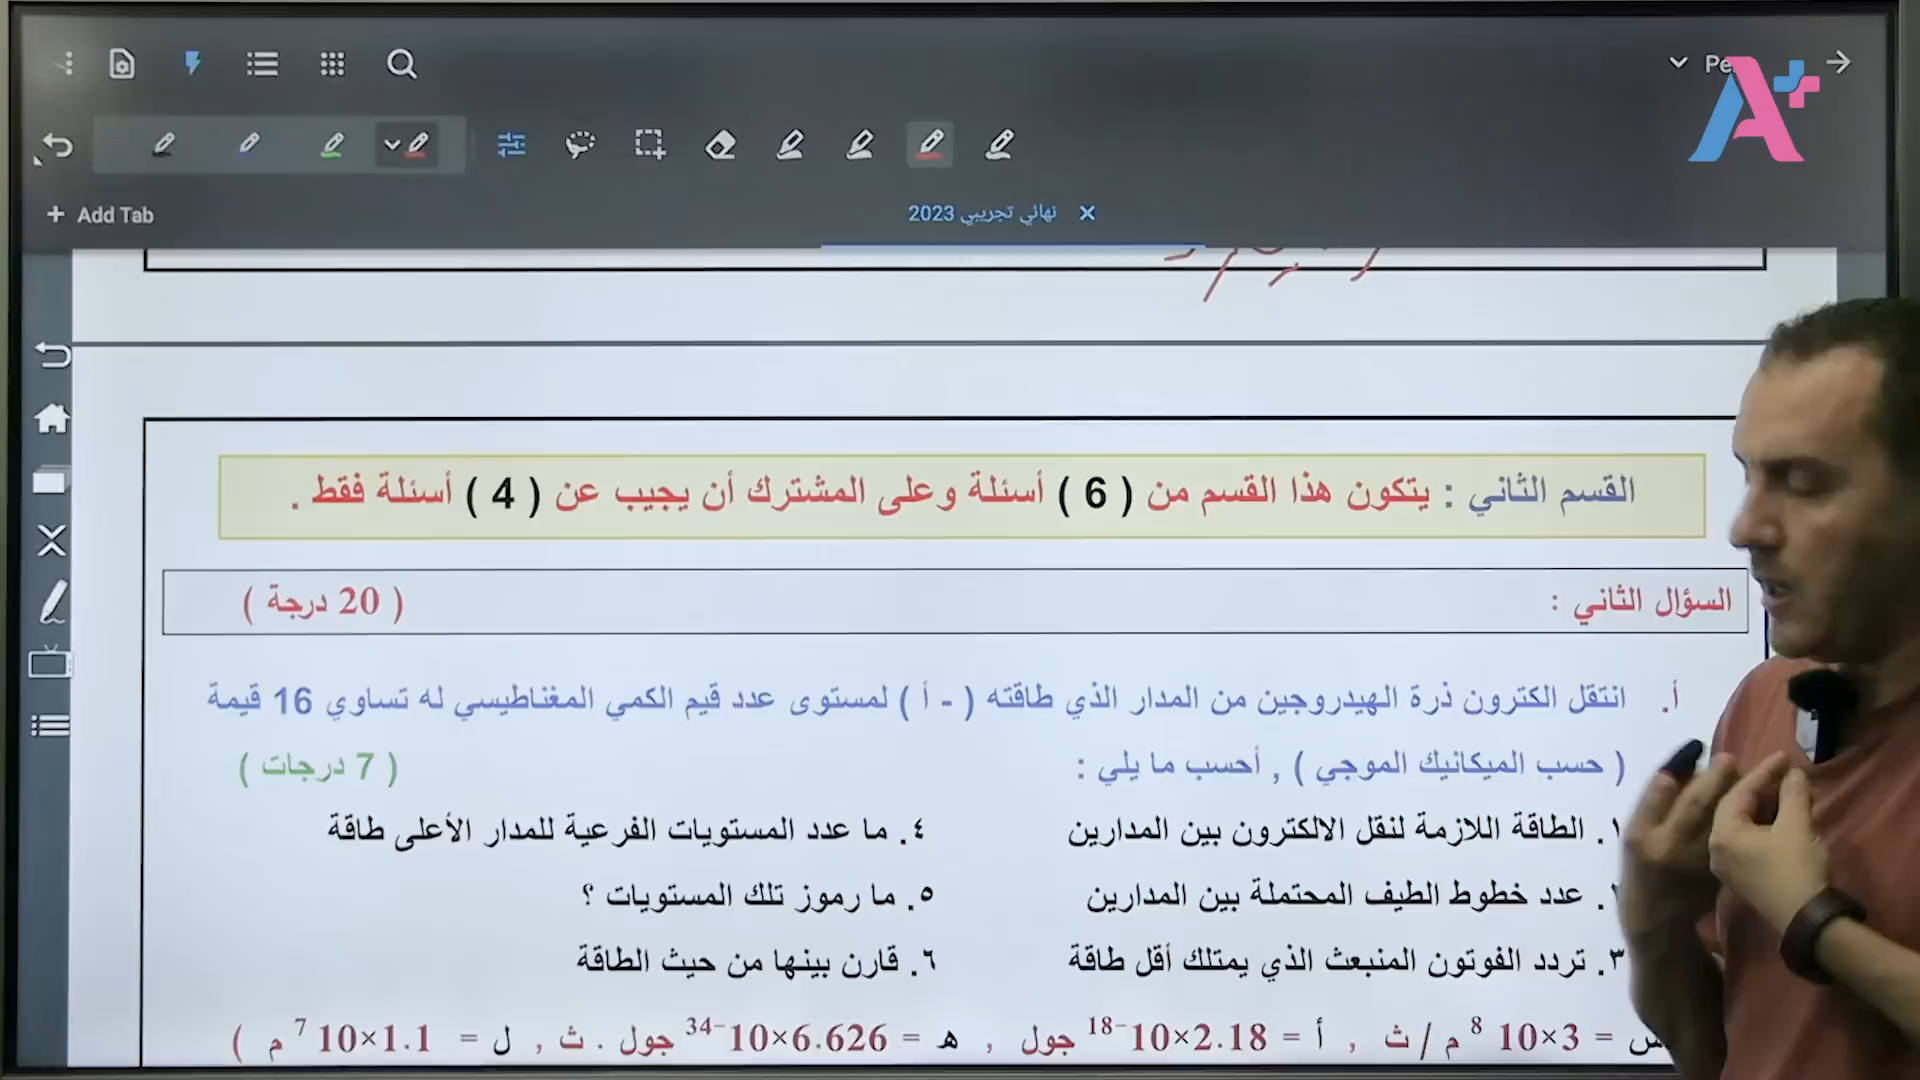 Pe
A+
+ Add Tab
نهائي تجريبي 2023 ×
القسم الثاني : يتكون هذا القسم من ( 6 ) أسئلة وعلى المشترك أن يجيب عن ( 4 ) أسئلة فقط .
السؤال الثاني : ( 20 درجة )
أ. انتقل الكترون ذرة الهيدروجين من المدار الذي طاقته ( - أ ) لمستوى عدد قيم الكمي المغناطيسي له تساوي 16 قيمة
( حسب الميكانيك الموجي ) , أحسب ما يلي : ( 7 درجات )
١. الطاقة اللازمة لنقل الالكترون بين المدارين
٤. ما عدد المستويات الفرعية للمدار الأعلى طاقة
. عدد خطوط الطيف المحتملة بين المدارين
٥. ما رموز تلك المستويات ؟
٣. تردد الفوتون المنبعث الذي يمتلك أقل طاقة
٦. قارن بينها من حيث الطاقة
س = 3×10⁸ م / ث , أ = 2.18×10⁻¹⁸ جول , هـ = 6.626×10⁻³⁴ جول . ث , ل = 1.1×10⁷ م )